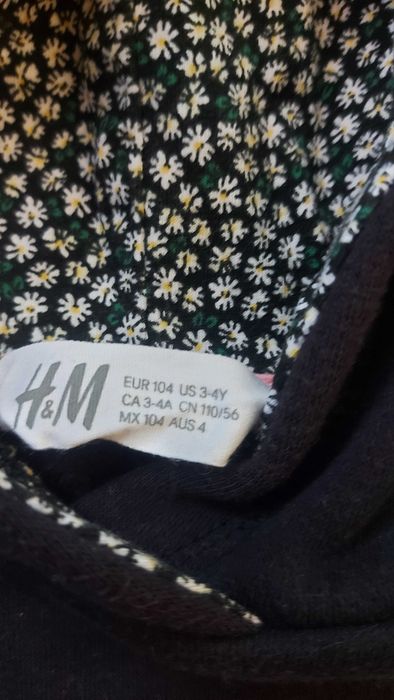 H&M
EUR 104 US 3-4Y
CA 3-4A CN 110/56
MX 104 AUS 4